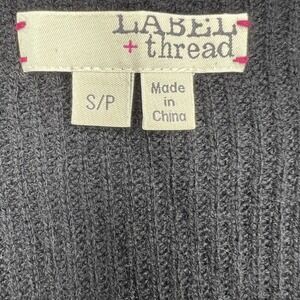 LABEL
+ thread
S/P
Made
in
China